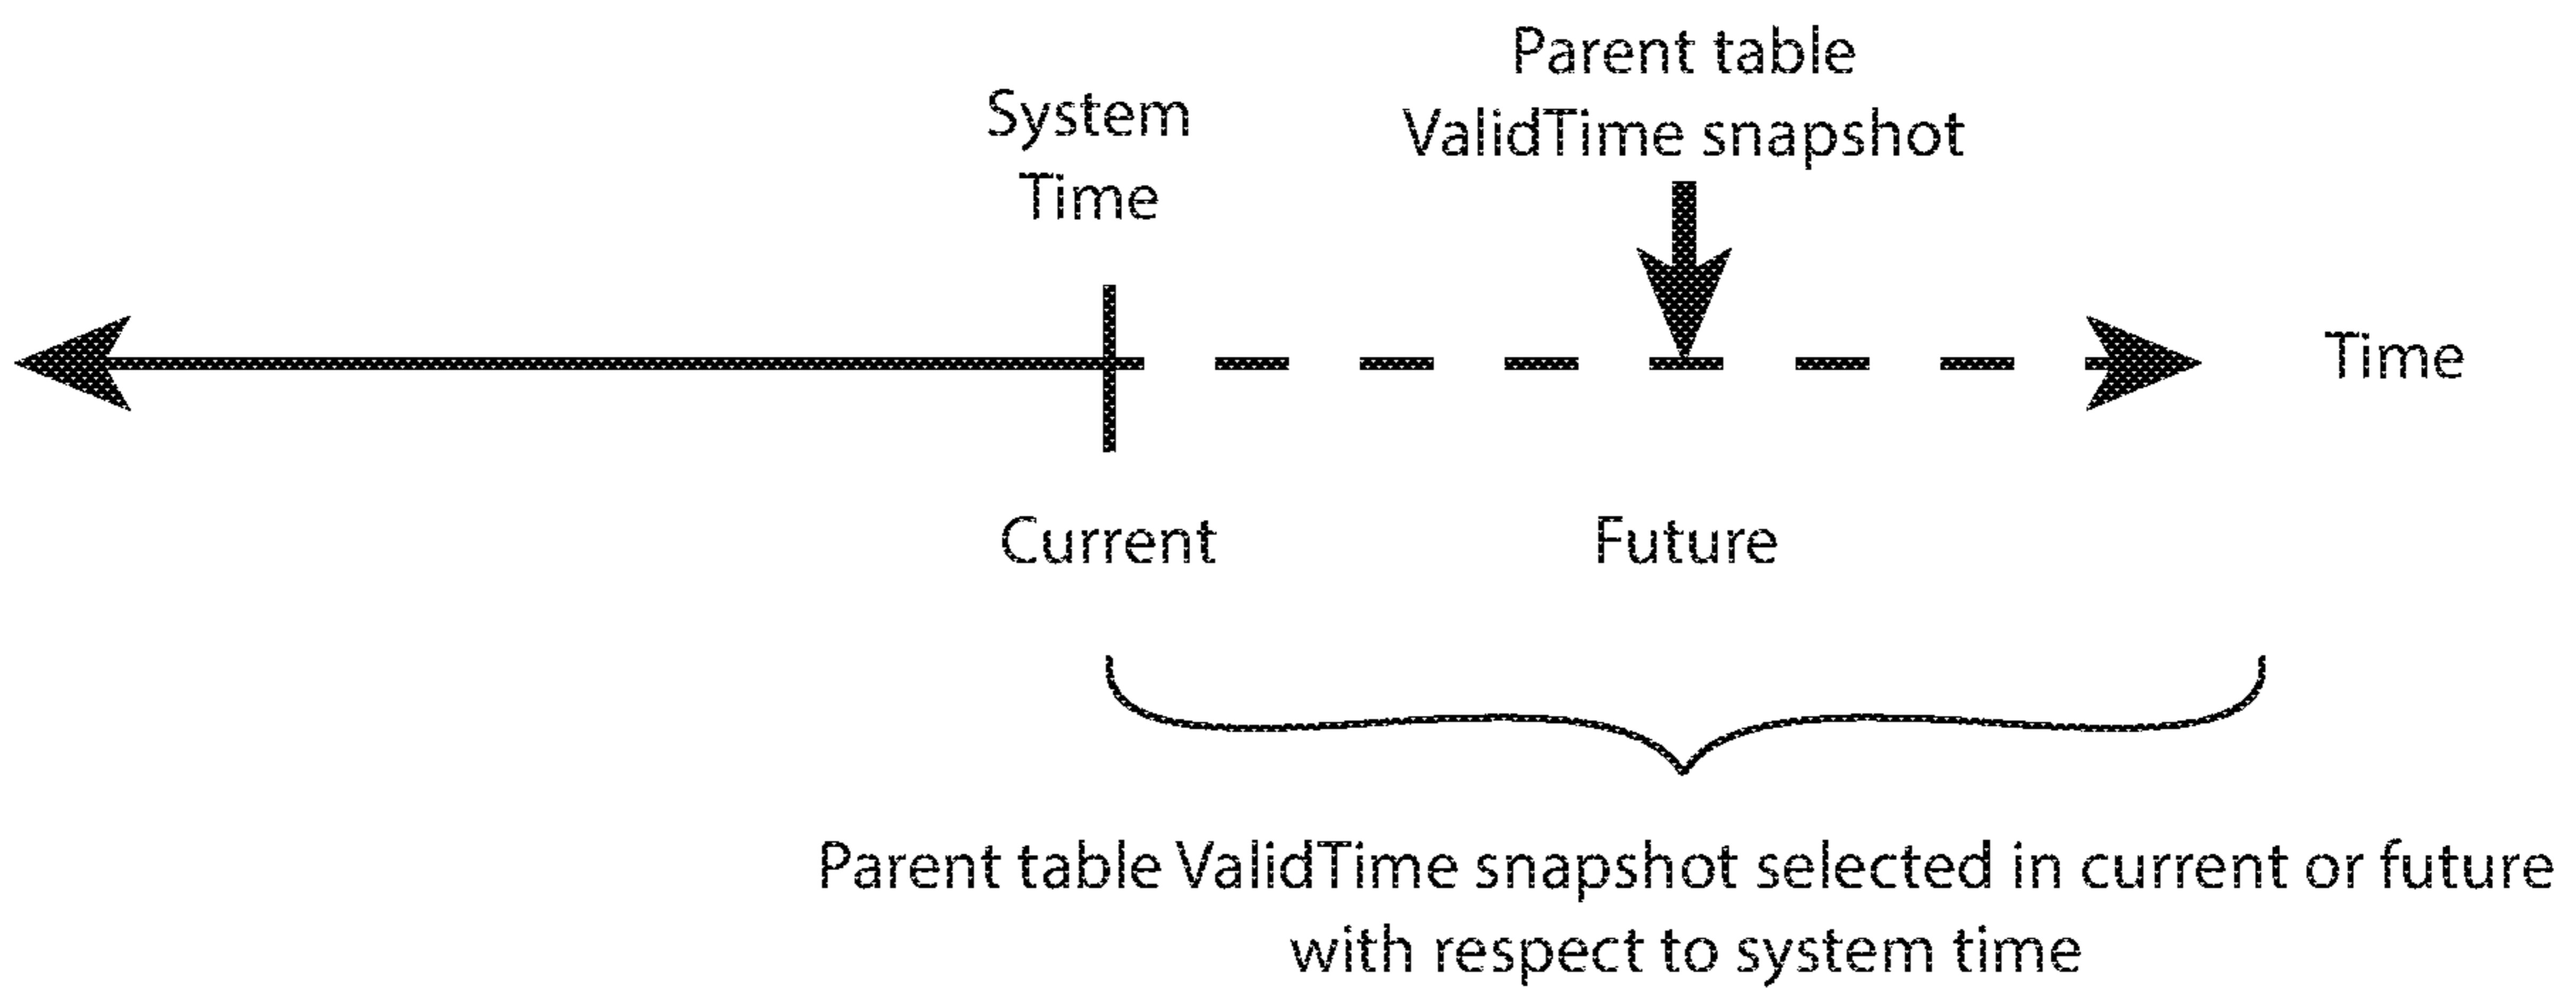 Parent table
ValidTime snapshot
System
Time
Time
Current
Future
Parent table ValidTime snapshot selected in current or future
with respect to system time